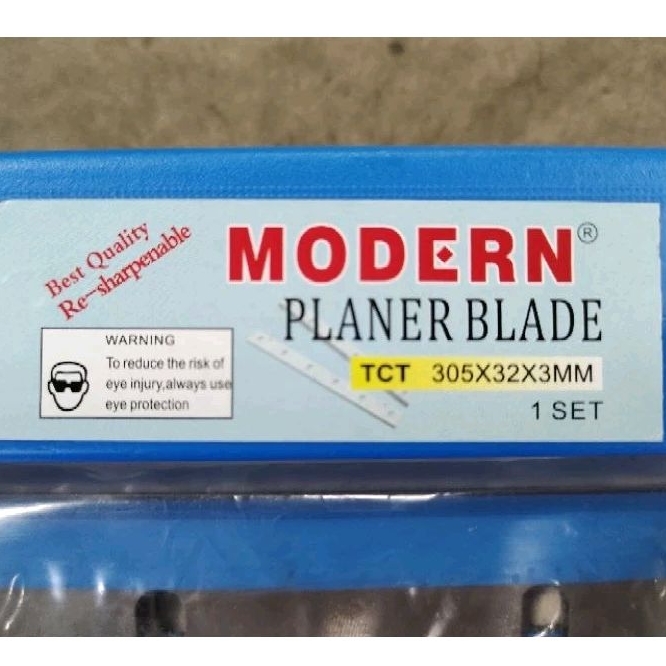 Best Quality
Re-sharpenable
MODERN®
PLANER BLADE
WARNING
To reduce the risk of
eye injury,always use
eye protection
TCT 305X32X3MM
1 SET